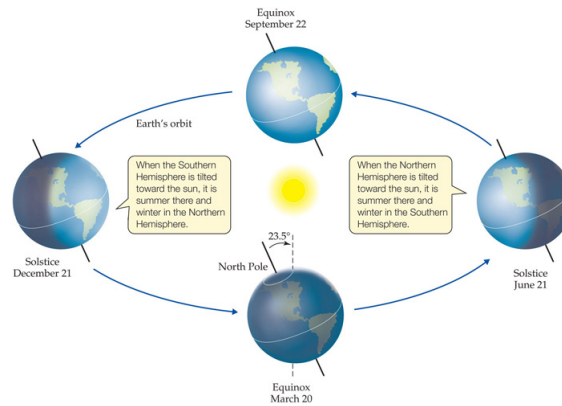 Equinox
September 22
Earth's orbit
When the Southern
Hemisphere is tilted
toward the sun, it is
summer there and
winter in the Northern
Hemisphere.
When the Northern
Hemisphere is tilted
toward the sun, it is
summer there and
winter in the Southern
Hemisphere.
23.5°
North Pole
Solstice
December 21
Solstice
June 21
Equinox
March 20